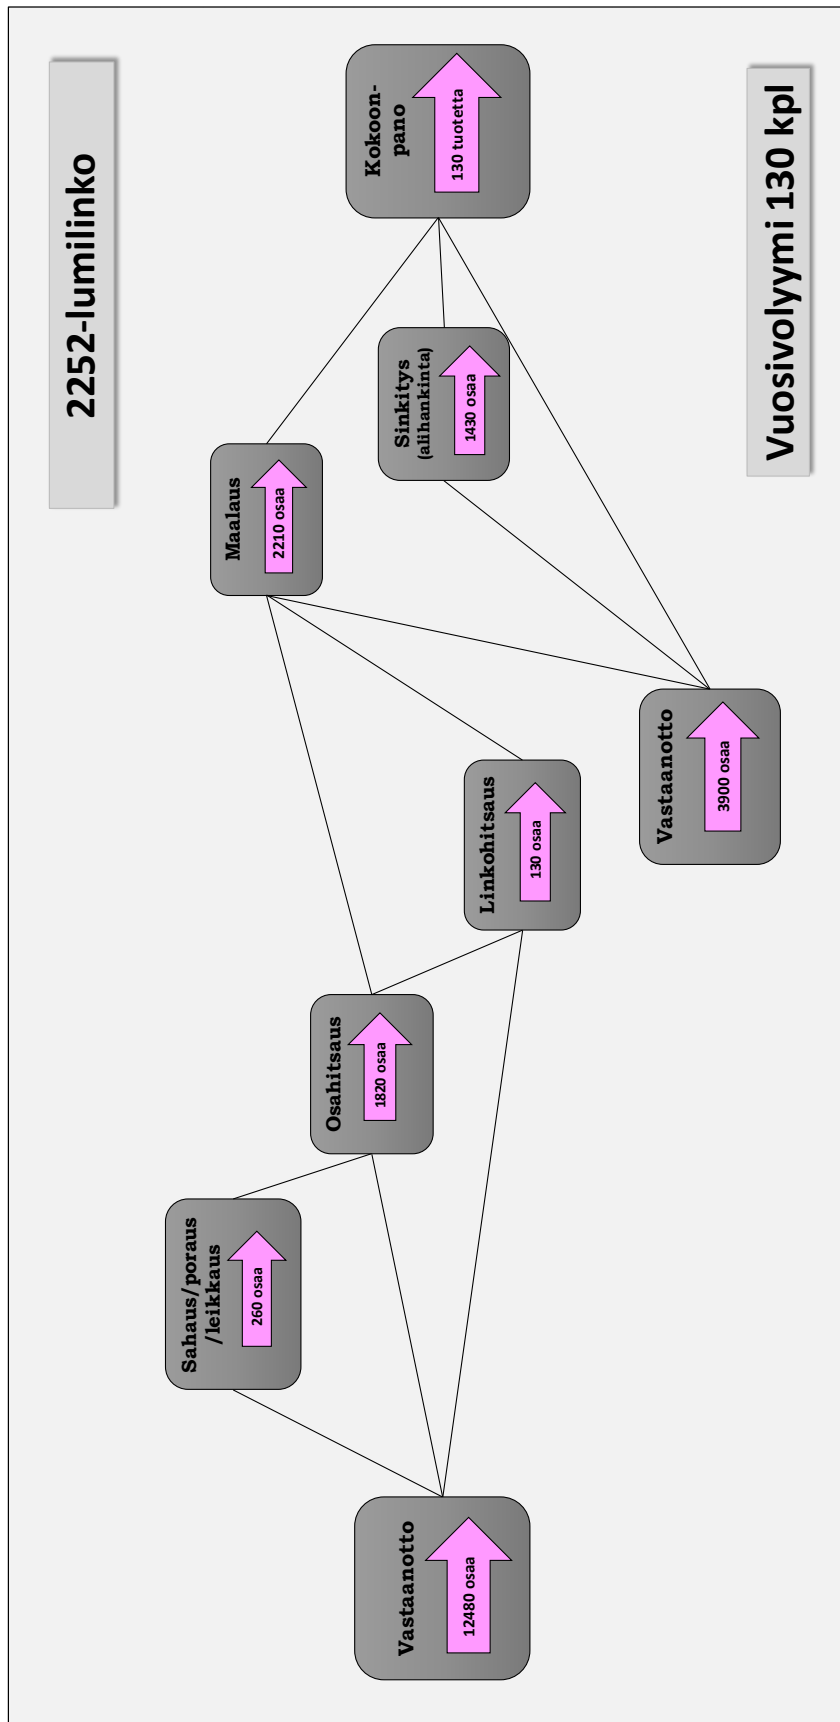 2252-lumilinko
Vastaanotto
12480 osaa
Sahaus/poraus
/leikkaus
260 osaa
Osahitsaus
1820 osaa
Linkohitsaus
130 osaa
Vastaanotto
3900 osaa
Maalaus
2210 osaa
Sinkitys
(alihankinta)
1430 osaa
Kokoon-
pano
130 tuotetta
Vuosivolyymi 130 kpl